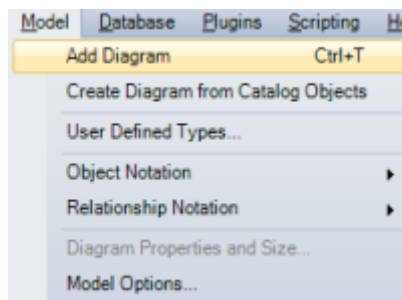 Model Database Plugins Scripting
Add Diagram Ctrl+T
Create Diagram from Catalog Objects
User Defined Types...
Object Notation
Relationship Notation
Diagram Properties and Size...
Model Options...